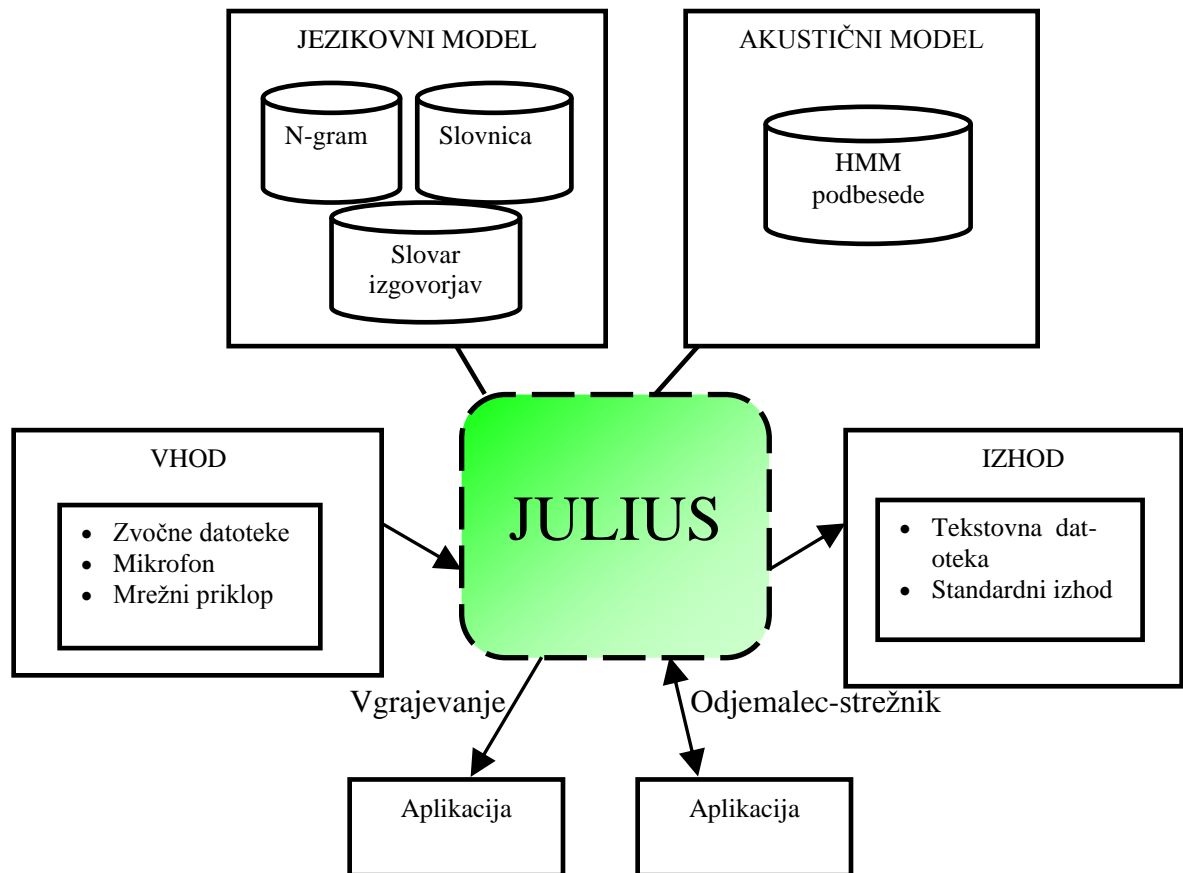 JEZIKOVNI MODEL
N-gram
Slovnica
Slovar
izgovorjav
AKUSTIČNI MODEL
HMM
podbesede
VHOD
• Zvočne datoteke
• Mikrofon
• Mrežni priklop
JULIUS
IZHOD
• Tekstovna dat-
oteka
• Standardni izhod
Vgrajevanje
Odjemalec-strežnik
Aplikacija
Aplikacija